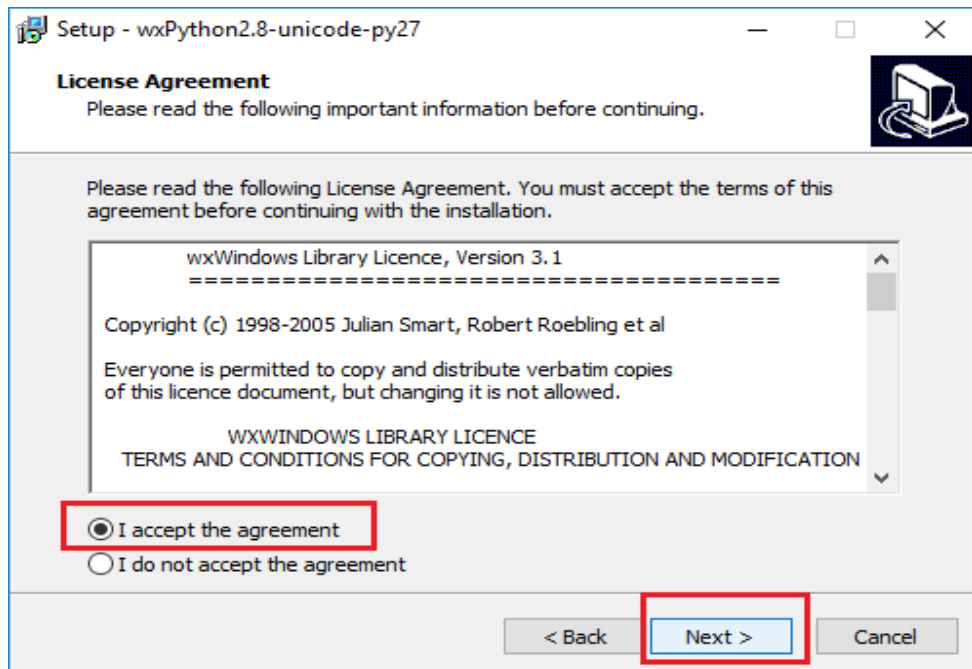 Setup - wxPython2.8-unicode-py27
License Agreement
Please read the following important information before continuing.
Please read the following License Agreement. You must accept the terms of this
agreement before continuing with the installation.
wxWindows Library Licence, Version 3.1
======================================
Copyright (c) 1998-2005 Julian Smart, Robert Roebling et al
Everyone is permitted to copy and distribute verbatim copies
of this licence document, but changing it is not allowed.
WXWINDOWS LIBRARY LICENCE
TERMS AND CONDITIONS FOR COPYING, DISTRIBUTION AND MODIFICATION
I accept the agreement
I do not accept the agreement
< Back Next > Cancel